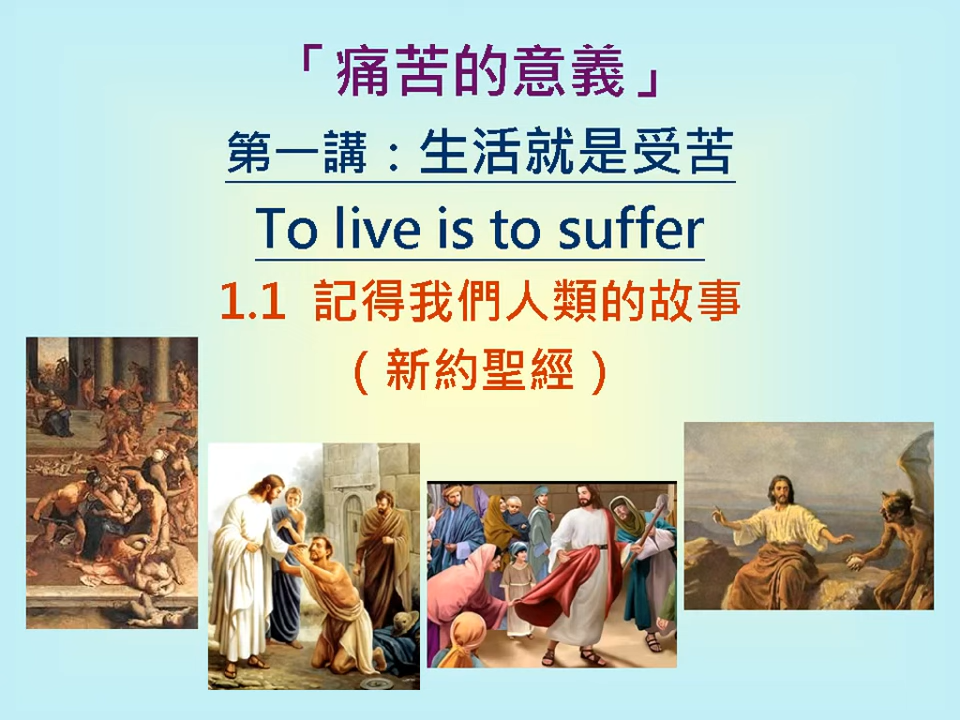 「痛苦的意義」
第一講：生活就是受苦
To live is to suffer
1.1 記得我們人類的故事
（新約聖經）